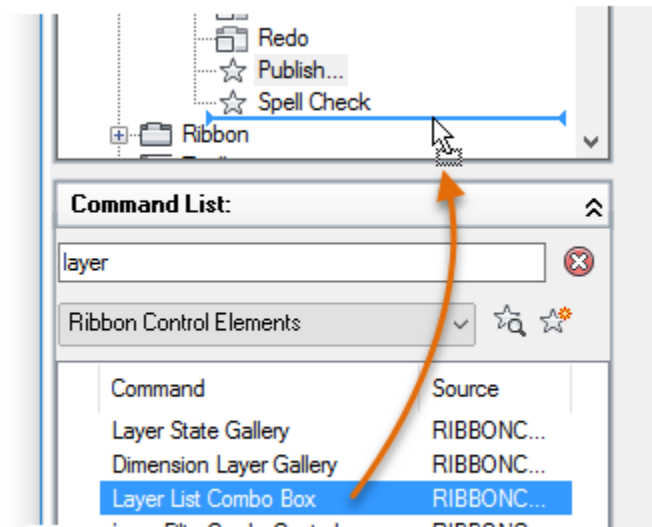 Redo
Publish...
Spell Check
Ribbon
Command List:
layer
Ribbon Control Elements
Command Source
Layer State Gallery RIBBONC...
Dimension Layer Gallery RIBBONC...
Layer List Combo Box RIBBONC...